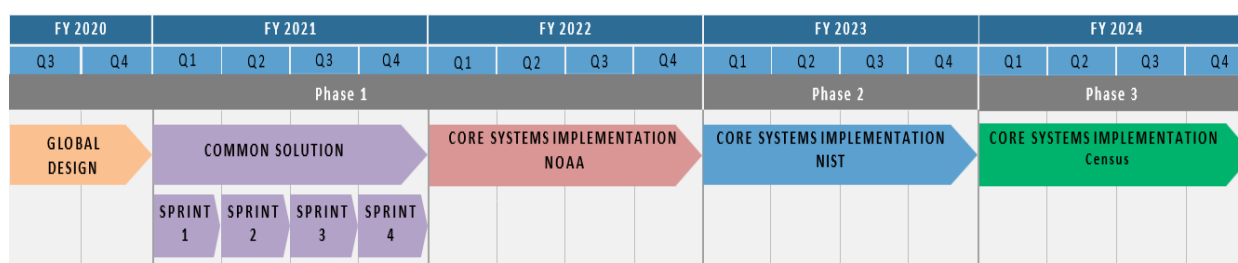 FY 2020 FY 2021 FY 2022 FY 2023 FY 2024
Q3 Q4 Q1 Q2 Q3 Q4 Q1 Q2 Q3 Q4 Q1 Q2 Q3 Q4 Q1 Q2 Q3 Q4
Phase 1 Phase 2 Phase 3
GLOBAL
DESIGN
COMMON SOLUTION
CORE SYSTEMS IMPLEMENTATION
NOAA
CORE SYSTEMS IMPLEMENTATION
NIST
CORE SYSTEMS IMPLEMENTATION
Census
SPRINT
1
SPRINT
2
SPRINT
3
SPRINT
4